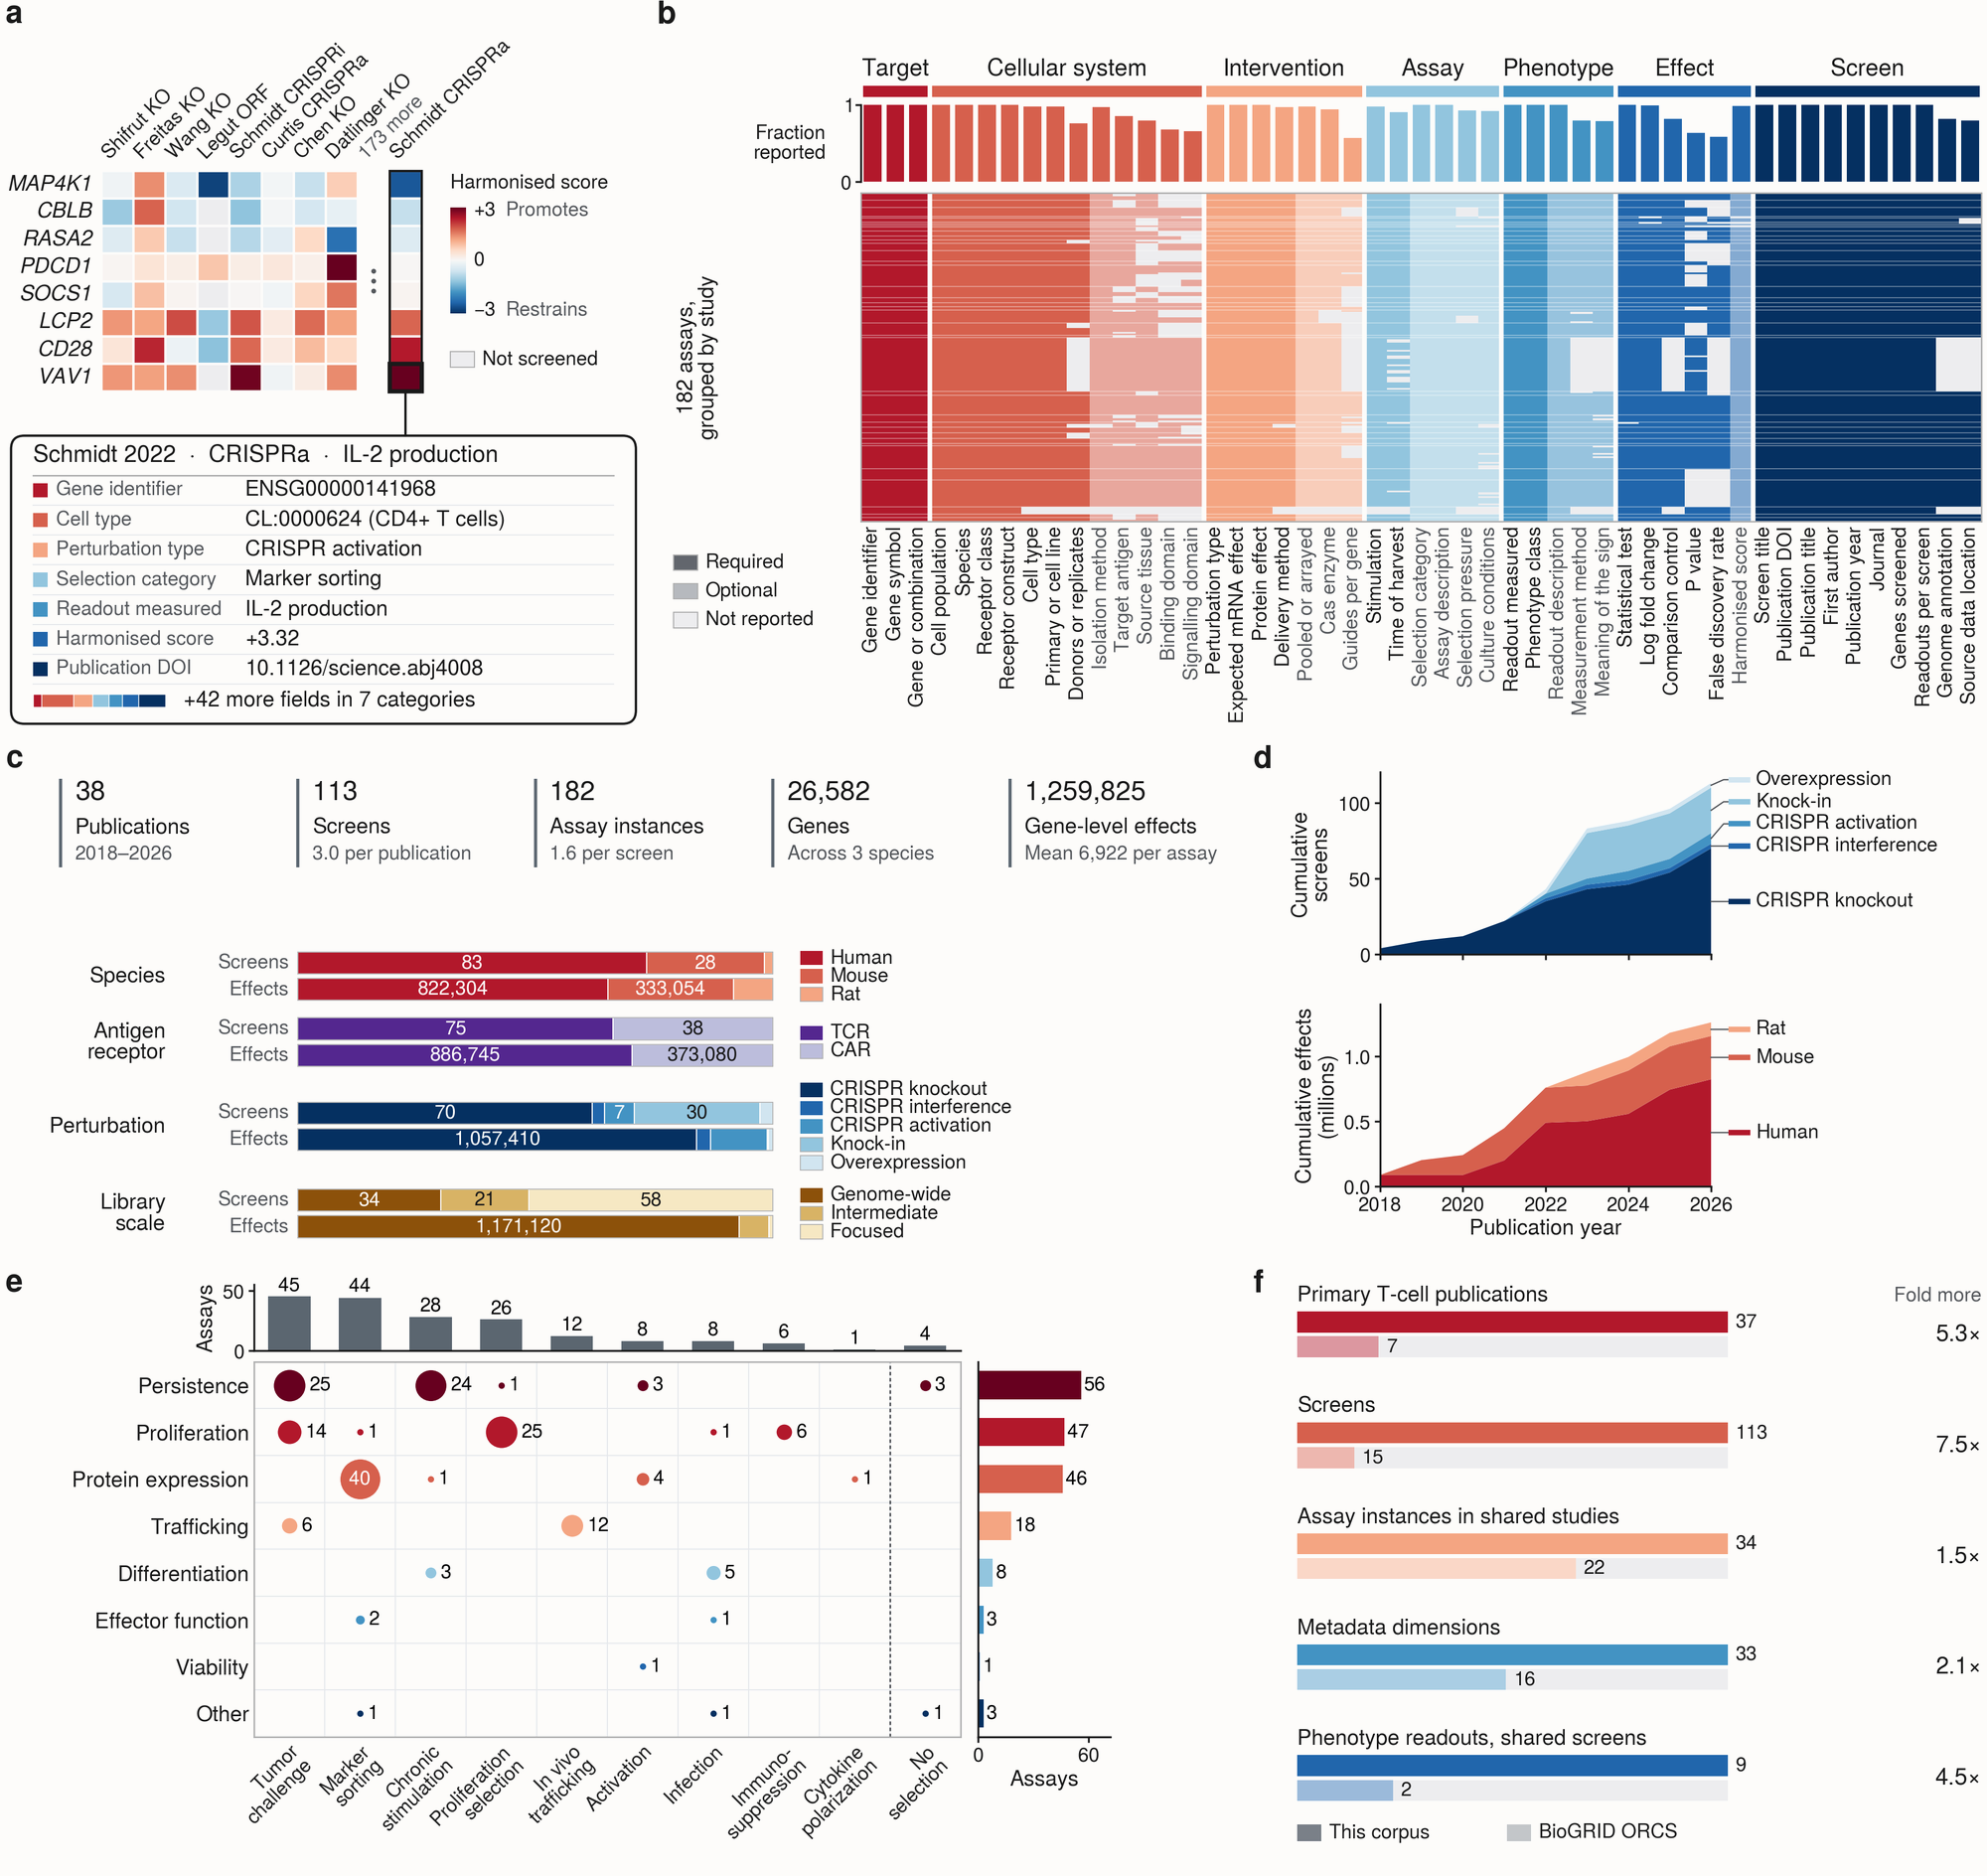 a
Shifrut KO
Freitas KO
Wang KO
Legut ORF
Schmidt CRISPRi
Curtis CRISPRa
Chen KO
Datlinger KO
173 more
Schmidt CRISPRa
MAP4K1
CBLB
RASA2
PDCD1
SOCS1
LCP2
CD28
VAV1
Harmonised score
+3 Promotes
0
−3 Restrains
Not screened
Schmidt 2022 · CRISPRa · IL-2 production
Gene identifier ENSG00000141968
Cell type CL:0000624 (CD4+ T cells)
Perturbation type CRISPR activation
Selection category Marker sorting
Readout measured IL-2 production
Harmonised score +3.32
Publication DOI 10.1126/science.abj4008
+42 more fields in 7 categories
b
Target
Cellular system
Intervention
Assay
Phenotype
Effect
Screen
1
Fraction
reported
0
182 assays,
grouped by study
Required
Optional
Not reported
Gene identifier
Gene symbol
Gene or combination
Cell population
Species
Receptor class
Receptor construct
Cell type
Primary or cell line
Donors or replicates
Isolation method
Target antigen
Source tissue
Binding domain
Signalling domain
Perturbation type
Expected mRNA effect
Protein effect
Delivery method
Pooled or arrayed
Cas enzyme
Guides per gene
Stimulation
Time of harvest
Selection category
Assay description
Selection pressure
Culture conditions
Readout measured
Phenotype class
Readout description
Measurement method
Meaning of the sign
Statistical test
Log fold change
Comparison control
P value
False discovery rate
Harmonised score
Screen title
Publication DOI
Publication title
First author
Publication year
Journal
Genes screened
Readouts per screen
Genome annotation
Source data location
c
38
Publications
2018–2026
113
Screens
3.0 per publication
182
Assay instances
1.6 per screen
26,582
Genes
Across 3 species
1,259,825
Gene-level effects
Mean 6,922 per assay
Species
Screens 83 28
Effects 822,304 333,054
Human
Mouse
Rat
Antigen
receptor
Screens 75 38
Effects 886,745 373,080
TCR
CAR
Perturbation
Screens 70 7 30
Effects 1,057,410
CRISPR knockout
CRISPR interference
CRISPR activation
Knock-in
Overexpression
Library
scale
Screens 34 21 58
Effects 1,171,120
Genome-wide
Intermediate
Focused
d
Cumulative
screens
100
50
0
Overexpression
Knock-in
CRISPR activation
CRISPR interference
CRISPR knockout
Cumulative effects
(millions)
1.0
0.5
0.0
Rat
Mouse
Human
2018 2020 2022 2024 2026
Publication year
e
Assays
50
0
45 44 28 26 12 8 8 6 1 4
Persistence 25 24 1 3 3 56
Proliferation 14 1 25 1 6 47
Protein expression 40 1 4 1 46
Trafficking 6 12 18
Differentiation 3 5 8
Effector function 2 1 3
Viability 1 1
Other 1 1 1 3
Tumor
challenge
Marker
sorting
Chronic
stimulation
Proliferation
selection
In vivo
trafficking
Activation
Infection
Immuno-
suppression
Cytokine
polarization
No
selection
0 60
Assays
f
Fold more
Primary T-cell publications
37
7
5.3×
Screens
113
15
7.5×
Assay instances in shared studies
34
22
1.5×
Metadata dimensions
33
16
2.1×
Phenotype readouts, shared screens
9
2
4.5×
This corpus
BioGRID ORCS